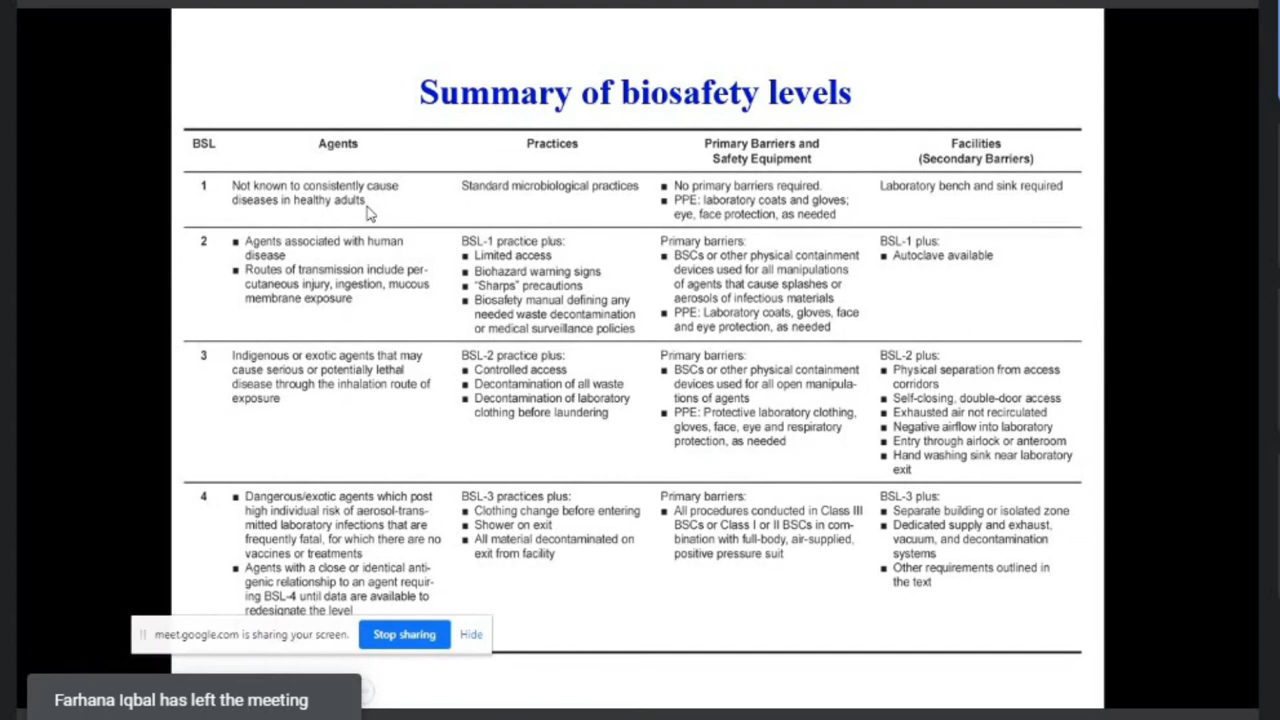 Summary of biosafety levels
BSL
Agents
Practices
Primary Barriers and
Safety Equipment
Facilities
(Secondary Barriers)
1
Not known to consistently cause
diseases in healthy adults
Standard microbiological practices
■ No primary barriers required.
■ PPE: laboratory coats and gloves;
eye, face protection, as needed
Laboratory bench and sink required
2
■ Agents associated with human
disease
■ Routes of transmission include per-
cutaneous injury, ingestion, mucous
membrane exposure
BSL-1 practice plus:
■ Limited access
■ Biohazard warning signs
■ "Sharps" precautions
■ Biosafety manual defining any
needed waste decontamination
or medical surveillance policies
Primary barriers:
■ BSCs or other physical containment
devices used for all manipulations
of agents that cause splashes or
aerosols of infectious materials
■ PPE: Laboratory coats, gloves, face
and eye protection, as needed
BSL-1 plus:
■ Autoclave available
3
Indigenous or exotic agents that may
cause serious or potentially lethal
disease through the inhalation route of
exposure
BSL-2 practice plus:
■ Controlled access
■ Decontamination of all waste
■ Decontamination of laboratory
clothing before laundering
Primary barriers:
■ BSCs or other physical containment
devices used for all open manipula-
tions of agents
■ PPE: Protective laboratory clothing,
gloves, face, eye and respiratory
protection, as needed
BSL-2 plus:
■ Physical separation from access
corridors
■ Self-closing, double-door access
■ Exhausted air not recirculated
■ Negative airflow into laboratory
■ Entry through airlock or anteroom
■ Hand washing sink near laboratory
exit
4
■ Dangerous/exotic agents which post
high individual risk of aerosol-trans-
mitted laboratory infections that are
frequently fatal, for which there are no
vaccines or treatments
■ Agents with a close or identical anti-
genic relationship to an agent requir-
ing BSL-4 until data are available to
redesignate the level
BSL-3 practices plus:
■ Clothing change before entering
■ Shower on exit
■ All material decontaminated on
exit from facility
Primary barriers:
■ All procedures conducted in Class III
BSCs or Class I or II BSCs in com-
bination with full-body, air-supplied,
positive pressure suit
BSL-3 plus:
■ Separate building or isolated zone
■ Dedicated supply and exhaust,
vacuum, and decontamination
systems
■ Other requirements outlined in
the text
meet.google.com is sharing your screen.
Stop sharing
Hide
Farhana Iqbal has left the meeting